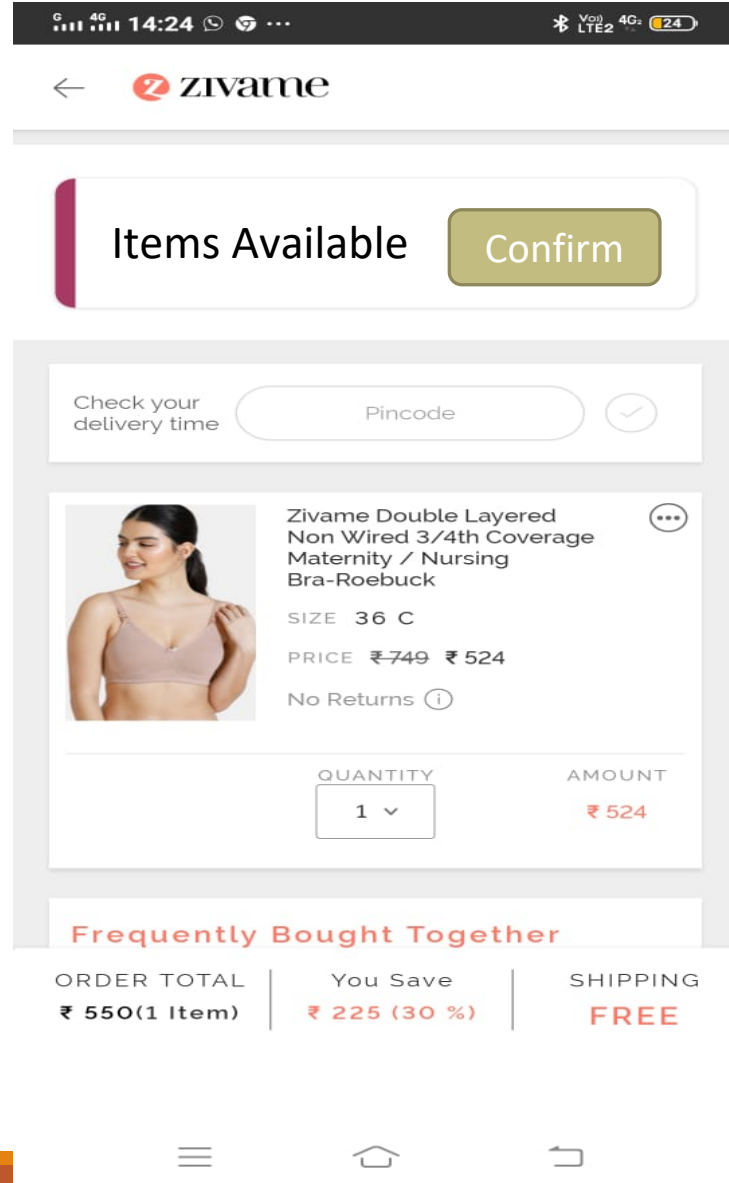 G 4G 14:24 ... Vo)) LTE2 4G2 24
zivame
Items Available Confirm
Check your
delivery time
Pincode
Zivame Double Layered
Non Wired 3/4th Coverage
Maternity / Nursing
Bra-Roebuck
SIZE 36 C
PRICE ₹ 749 ₹ 524
No Returns i
QUANTITY AMOUNT
1 ₹ 524
Frequently Bought Together
ORDER TOTAL You Save SHIPPING
₹ 550(1 Item) ₹ 225 (30 %) FREE